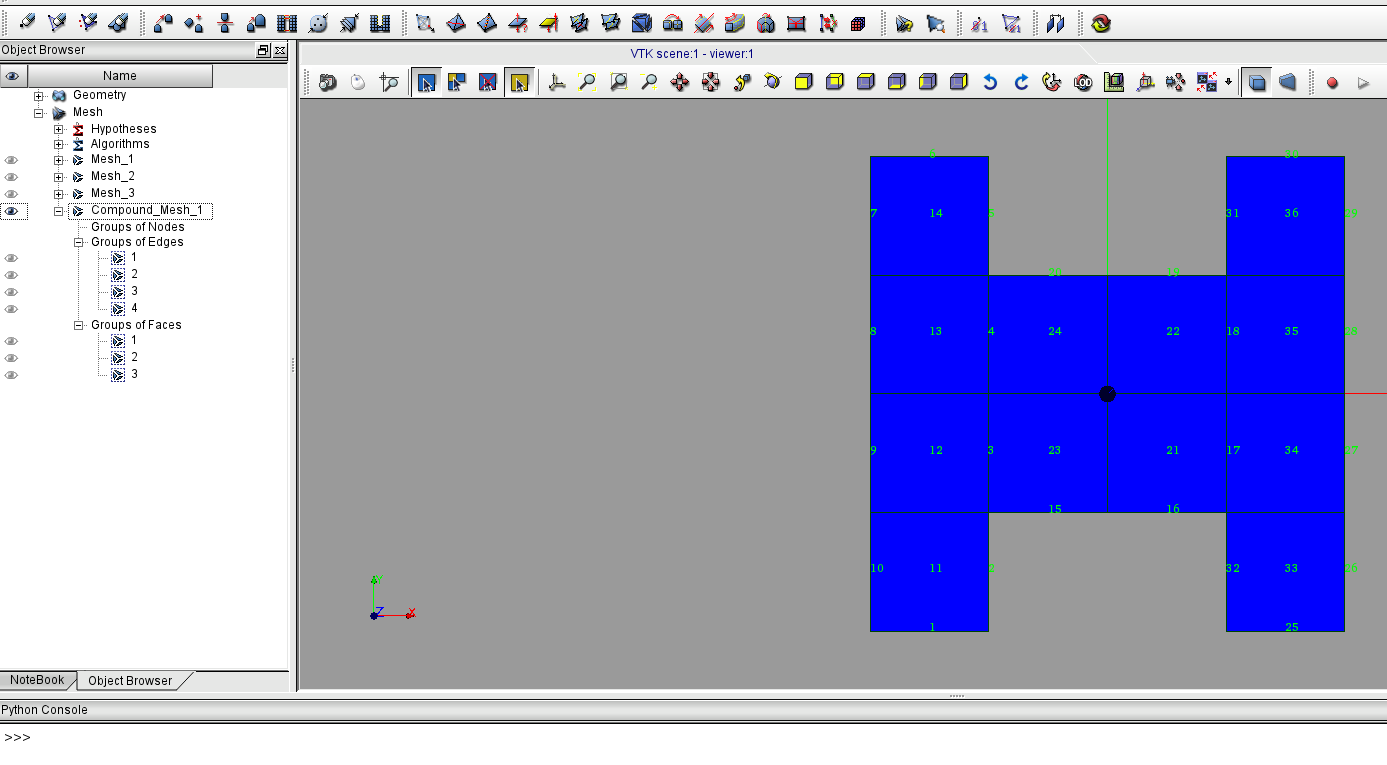 Object Browser
VTK scene:1 - viewer:1
Name
Geometry
Mesh
Hypotheses
Algorithms
Mesh_1
Mesh_2
Mesh_3
Compound_Mesh_1
Groups of Nodes
Groups of Edges
1
2
3
4
Groups of Faces
1
2
3
7 14 31 36
8 13 4 24 22 18 35
9 12 3 23 21 17 34
15 16
10 11 32 33
1 25
Z X
NoteBook
Object Browser
Python Console
>>>